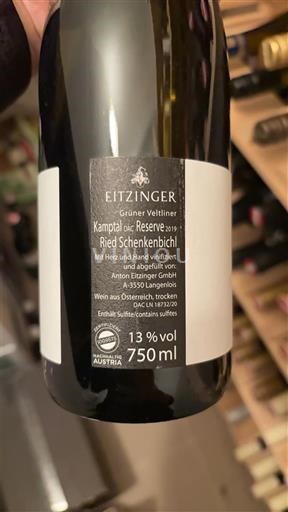 EITZINGER
Grüner Veltliner
Kamptal DAC Reserve 2019
Ried Schenkenbichl
Mit Herz und Hand vinifiziert
und abgefüllt von:
Anton Eitzinger GmbH
A-3550 Langenlois
Wein aus Österreich, trocken
DAC LN 18732/20
Enthält Sulfite/contains sulfites
ZERTIFIZIERT
NACHHALTIG
AUSTRIA
13 % vol
750 ml
VINIOU